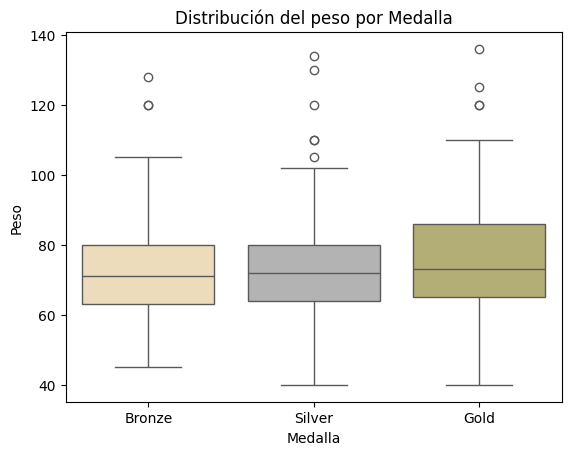 Distribución del peso por Medalla
140
120
100
80
60
40
Peso
Bronze
Silver
Gold
Medalla